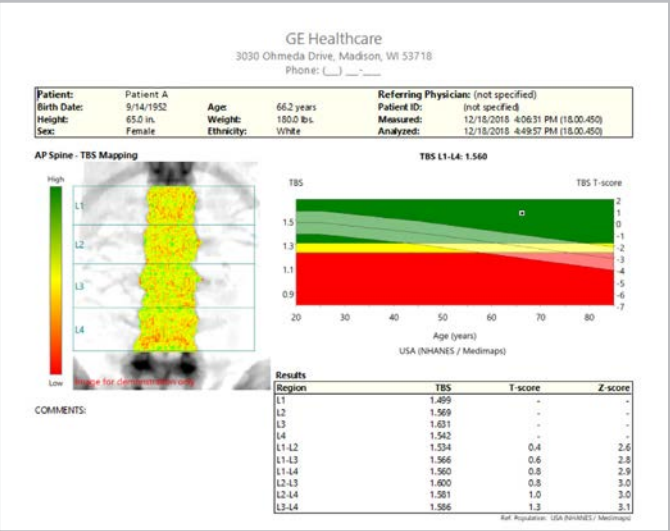 GE Healthcare
3030 Ohmeda Drive, Madison, WI 53718
Phone: (__) __-___
Patient: Patient A Referring Physician: (not specified)
Birth Date: 9/14/1952 Age: 66.2 years Patient ID: (not specified)
Height: 65.0 in. Weight: 180.0 lbs. Measured: 12/18/2018 4:06:31 PM (18.00.450)
Sex: Female Ethnicity: White Analyzed: 12/18/2018 4:49:57 PM (18.00.450)
AP Spine - TBS Mapping
High
L1
L2
L3
L4
Low
Image for demonstration only
COMMENTS:
TBS L1-L4: 1.560
TBS TBS T-score
1.5
1.3
1.1
0.9
2
1
0
-1
-2
-3
-4
-5
-6
-7
20 30 40 50 60 70 80
Age (years)
USA (NHANES / Medimaps)
Results
Region TBS T-score Z-score
L1 1.499 - -
L2 1.569 - -
L3 1.631 - -
L4 1.542 - -
L1-L2 1.534 0.4 2.6
L1-L3 1.566 0.6 2.8
L1-L4 1.560 0.8 2.9
L2-L3 1.600 0.8 3.0
L2-L4 1.581 1.0 3.0
L3-L4 1.586 1.3 3.1
Ref. Population: USA (NHANES / Medimaps)